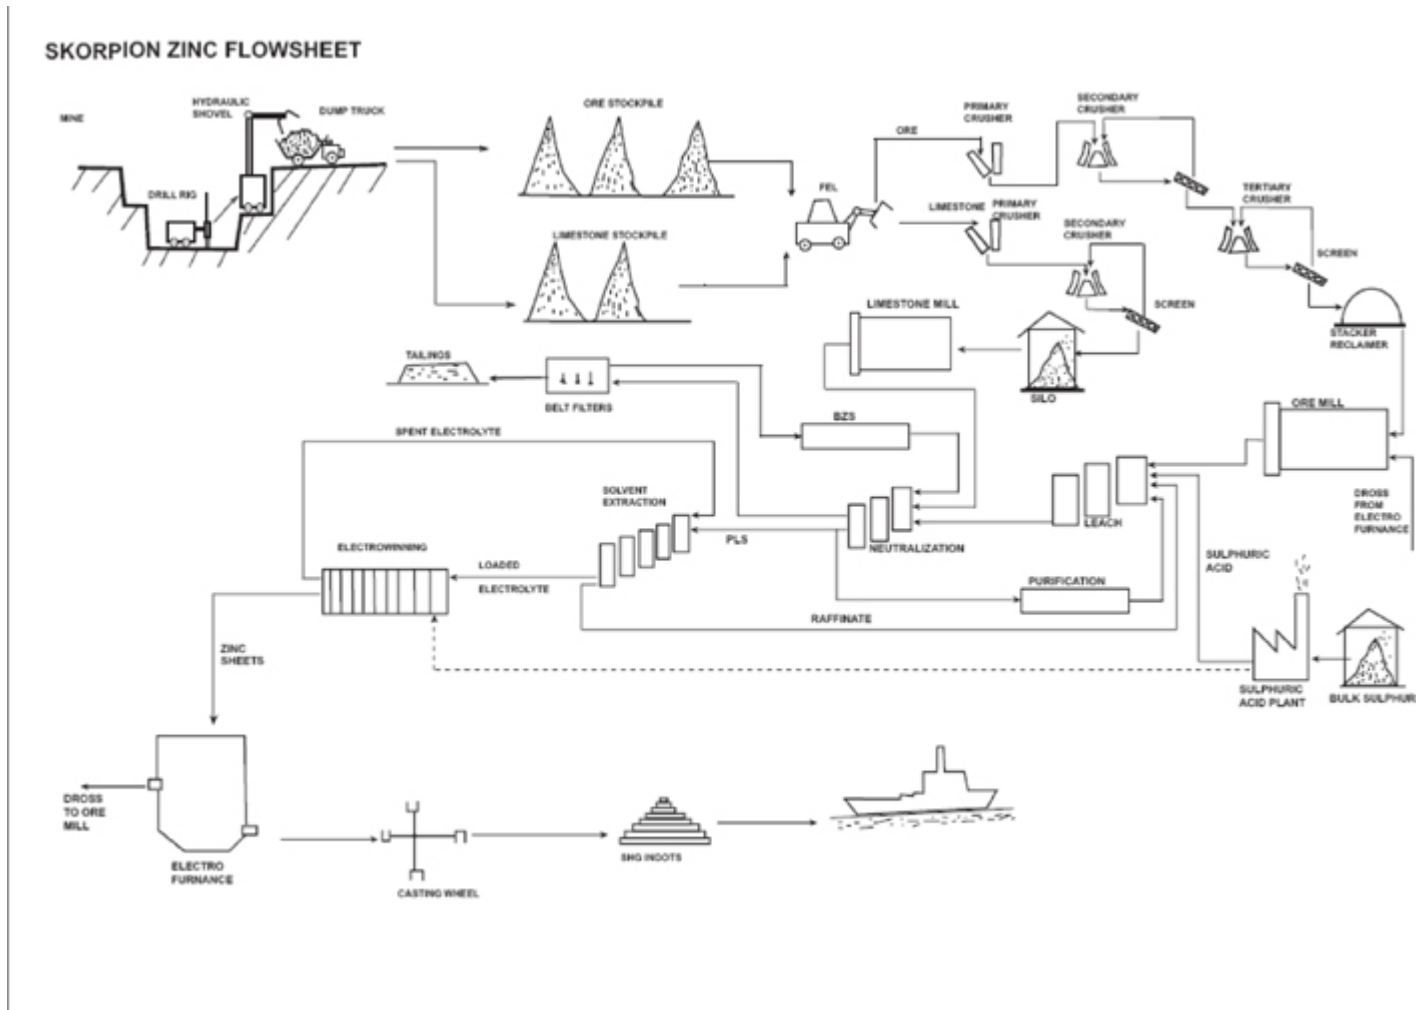 SKORPION ZINC FLOWSHEET
MINE
HYDRAULIC
SHOVEL
DUMP TRUCK
DRILL RIG
ORE STOCKPILE
LIMESTONE STOCKPILE
FEL
ORE
LIMESTONE
PRIMARY
CRUSHER
SECONDARY
CRUSHER
PRIMARY
CRUSHER
SECONDARY
CRUSHER
TERTIARY
CRUSHER
SCREEN
SCREEN
STACKER
RECLAIMER
LIMESTONE MILL
SILO
TAILINGS
BELT FILTERS
BZS
ORE MILL
DROSS
FROM
ELECTRO
FURNANCE
SPENT ELECTROLYTE
SOLVENT
EXTRACTION
PLS
NEUTRALIZATION
LEACH
ELECTROWINNING
LOADED
ELECTROLYTE
PURIFICATION
RAFFINATE
SULPHURIC
ACID
SULPHURIC
ACID PLANT
BULK SULPHUR
ZINC
SHEETS
DROSS
TO ORE
MILL
ELECTRO
FURNANCE
CASTING WHEEL
SHG INGOTS